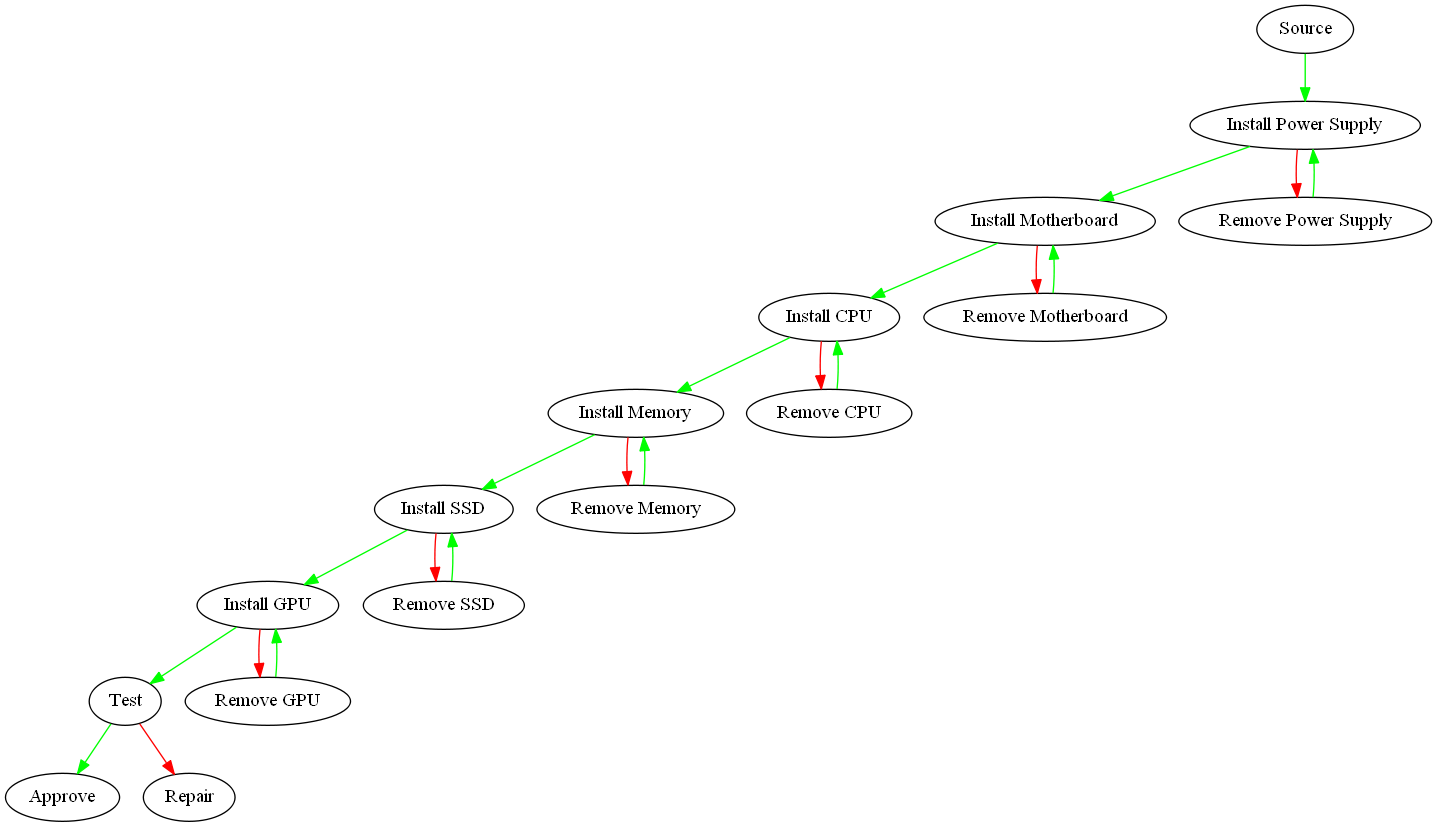 Source
Install Power Supply
Install Motherboard
Remove Power Supply
Install CPU
Remove Motherboard
Install Memory
Remove CPU
Install SSD
Remove Memory
Install GPU
Remove SSD
Test
Remove GPU
Approve
Repair